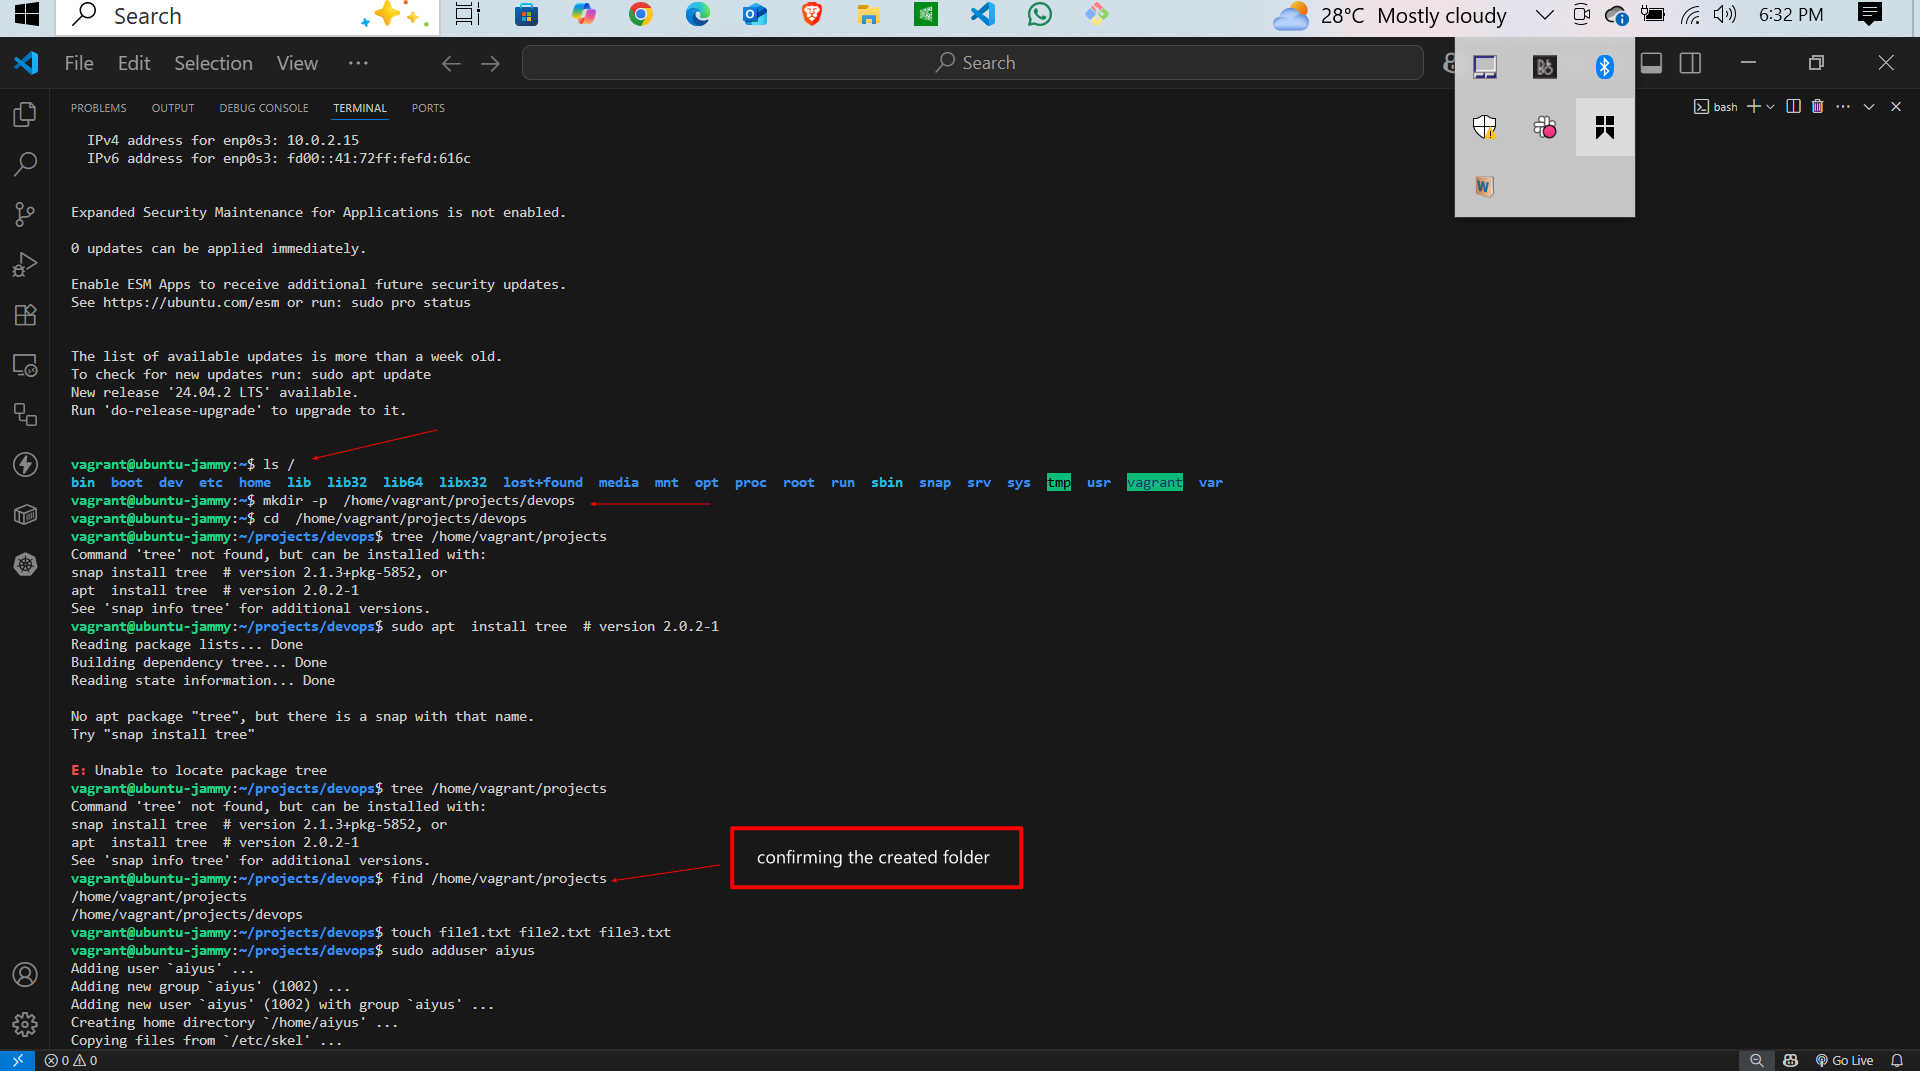 Search
28°C Mostly cloudy
6:32 PM
File Edit Selection View ...
Search
PROBLEMS OUTPUT DEBUG CONSOLE TERMINAL PORTS
bash
IPv4 address for enp0s3: 10.0.2.15
IPv6 address for enp0s3: fd00::41:72ff:fefd:616c
Expanded Security Maintenance for Applications is not enabled.
0 updates can be applied immediately.
Enable ESM Apps to receive additional future security updates.
See https://ubuntu.com/esm or run: sudo pro status
The list of available updates is more than a week old.
To check for new updates run: sudo apt update
New release '24.04.2 LTS' available.
Run 'do-release-upgrade' to upgrade to it.
vagrant@ubuntu-jammy:~$ ls /
bin boot dev etc home lib lib32 lib64 libx32 lost+found media mnt opt proc root run sbin snap srv sys tmp usr vagrant var
vagrant@ubuntu-jammy:~$ mkdir -p  /home/vagrant/projects/devops
vagrant@ubuntu-jammy:~$ cd  /home/vagrant/projects/devops
vagrant@ubuntu-jammy:~/projects/devops$ tree /home/vagrant/projects
Command 'tree' not found, but can be installed with:
snap install tree  # version 2.1.3+pkg-5852, or
apt  install tree  # version 2.0.2-1
See 'snap info tree' for additional versions.
vagrant@ubuntu-jammy:~/projects/devops$ sudo apt  install tree  # version 2.0.2-1
Reading package lists... Done
Building dependency tree... Done
Reading state information... Done
No apt package "tree", but there is a snap with that name.
Try "snap install tree"
E: Unable to locate package tree
vagrant@ubuntu-jammy:~/projects/devops$ tree /home/vagrant/projects
Command 'tree' not found, but can be installed with:
snap install tree  # version 2.1.3+pkg-5852, or
apt  install tree  # version 2.0.2-1
See 'snap info tree' for additional versions.
confirming the created folder
vagrant@ubuntu-jammy:~/projects/devops$ find /home/vagrant/projects
/home/vagrant/projects
/home/vagrant/projects/devops
vagrant@ubuntu-jammy:~/projects/devops$ touch file1.txt file2.txt file3.txt
vagrant@ubuntu-jammy:~/projects/devops$ sudo adduser aiyus
Adding user `aiyus' ...
Adding new group `aiyus' (1002) ...
Adding new user `aiyus' (1002) with group `aiyus' ...
Creating home directory `/home/aiyus' ...
Copying files from `/etc/skel' ...
0 0
Go Live